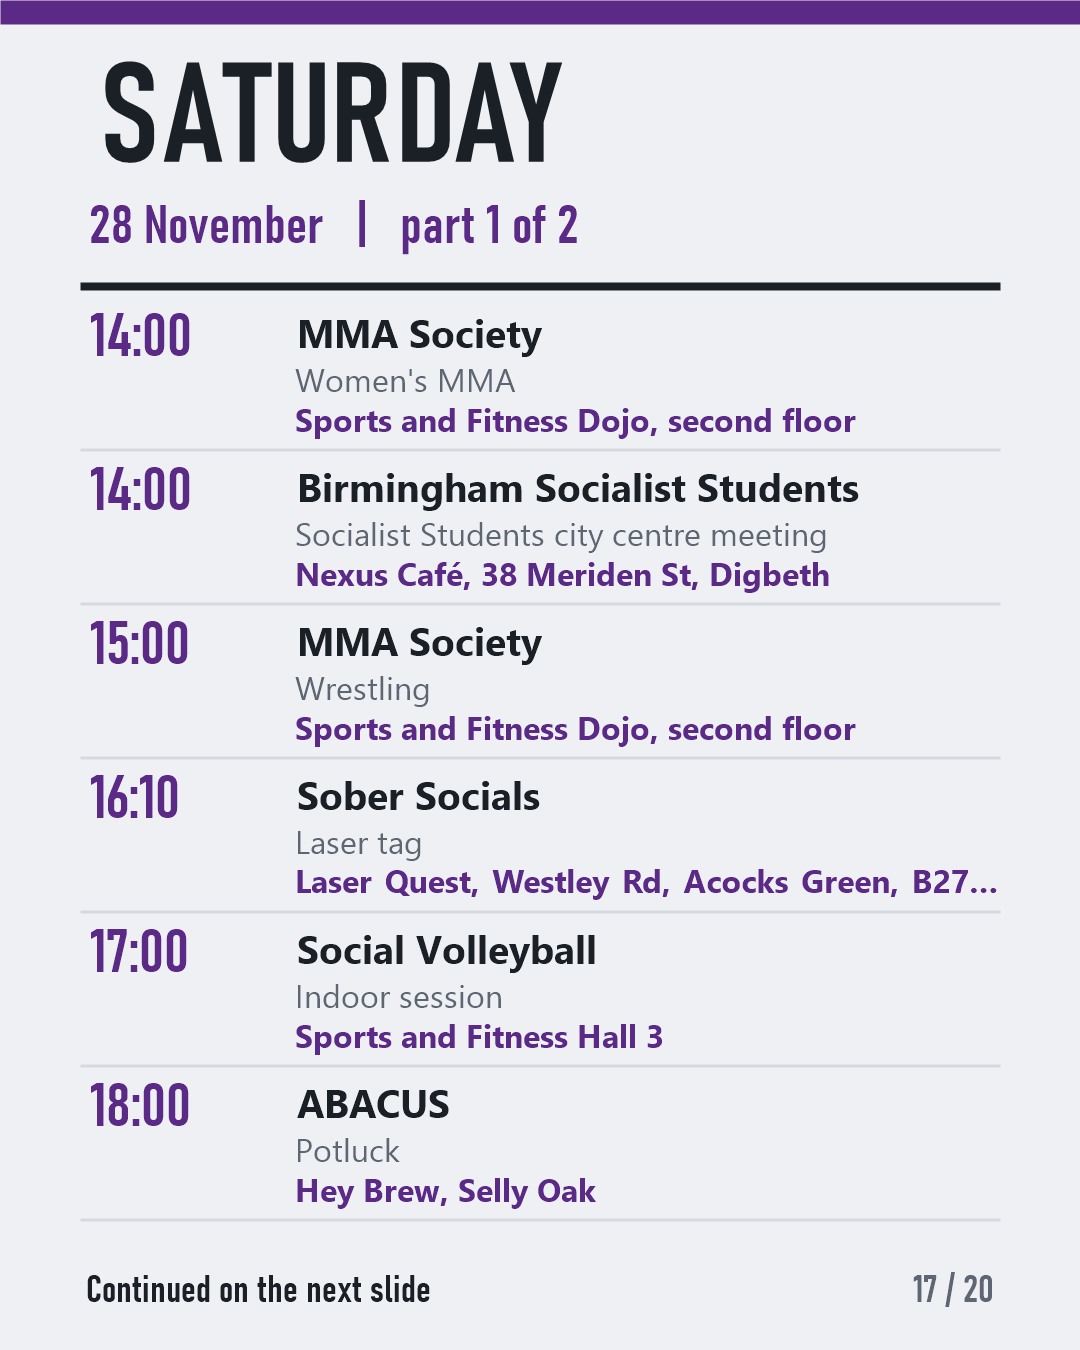 SATURDAY
28 November | part 1 of 2
14:00
MMA Society
Women's MMA
Sports and Fitness Dojo, second floor
14:00
Birmingham Socialist Students
Socialist Students city centre meeting
Nexus Café, 38 Meriden St, Digbeth
15:00
MMA Society
Wrestling
Sports and Fitness Dojo, second floor
16:10
Sober Socials
Laser tag
Laser Quest, Westley Rd, Acocks Green, B27...
17:00
Social Volleyball
Indoor session
Sports and Fitness Hall 3
18:00
ABACUS
Potluck
Hey Brew, Selly Oak
Continued on the next slide
17 / 20